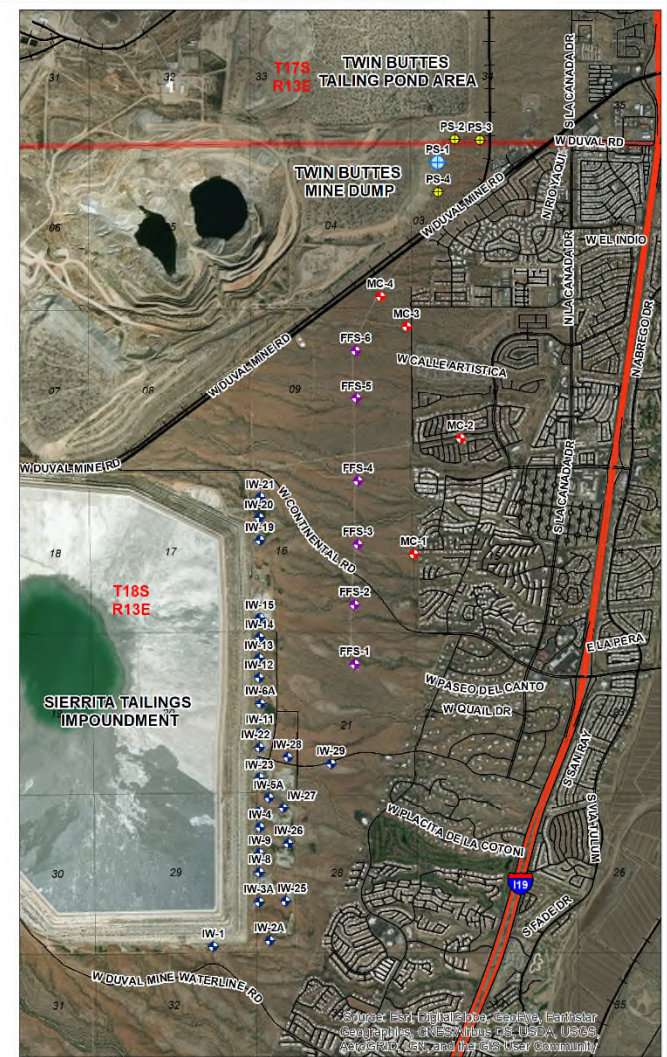 31
32
33
T17S
R13E
TWIN BUTTES
TAILING POND AREA
34
35
S LA CANADA DR
PS-2
PS-3
W DUVAL RD
PS-1
TWIN BUTTES
MINE DUMP
PS-4
N RIO YAQUI
06
05
04
03
W DUVAL MINE RD
W EL INDIO
N LA CANADA DR
N ABREGO DR
MC-4
MC-3
FFS-6
W DUVAL MINE RD
W CALLE ARTISTICA
07
08
09
FFS-5
MC-2
W DUVAL MINE RD
FFS-4
S LA CANADA DR
IW-21
IW-20
IW-19
W CONTINENTAL RD
18
17
16
FFS-3
MC-1
T18S
R13E
FFS-2
IW-15
IW-14
IW-13
IW-12
FFS-1
E LA PERA
W PASEO DEL CANTO
IW-6A
SIERRITA TAILINGS
IMPOUNDMENT
20
W QUAIL DR
IW-11
21
IW-22
IW-28
IW-29
S SAN RAY
IW-23
IW-5A
IW-27
S VIA TULUM
IW-4
W PLACITA DE LA COTONI
IW-26
IW-9
IW-8
30
29
28
26
I19
IW-3A
IW-25
S FADE DR
IW-1
IW-2A
W DUVAL MINE WATERLINE RD
31
32
35
Source: Esri, DigitalGlobe, GeoEye, Earthstar
Geographics, CNES/Airbus DS, USDA, USGS,
AeroGRID, IGN, and the GIS User Community